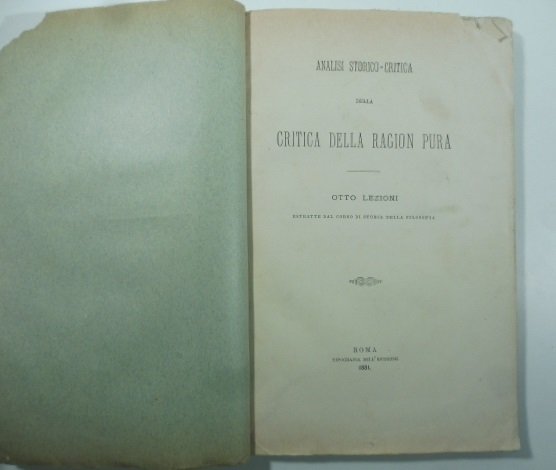 ANALISI STORICO-CRITICA
DELLA
CRITICA DELLA RAGION PURA
OTTO LEZIONI
ESTRATTE DAL CORSO DI STORIA DELLA FILOSOFIA
ROMA
TIPOGRAFIA DELL'OPINIONE
1881.